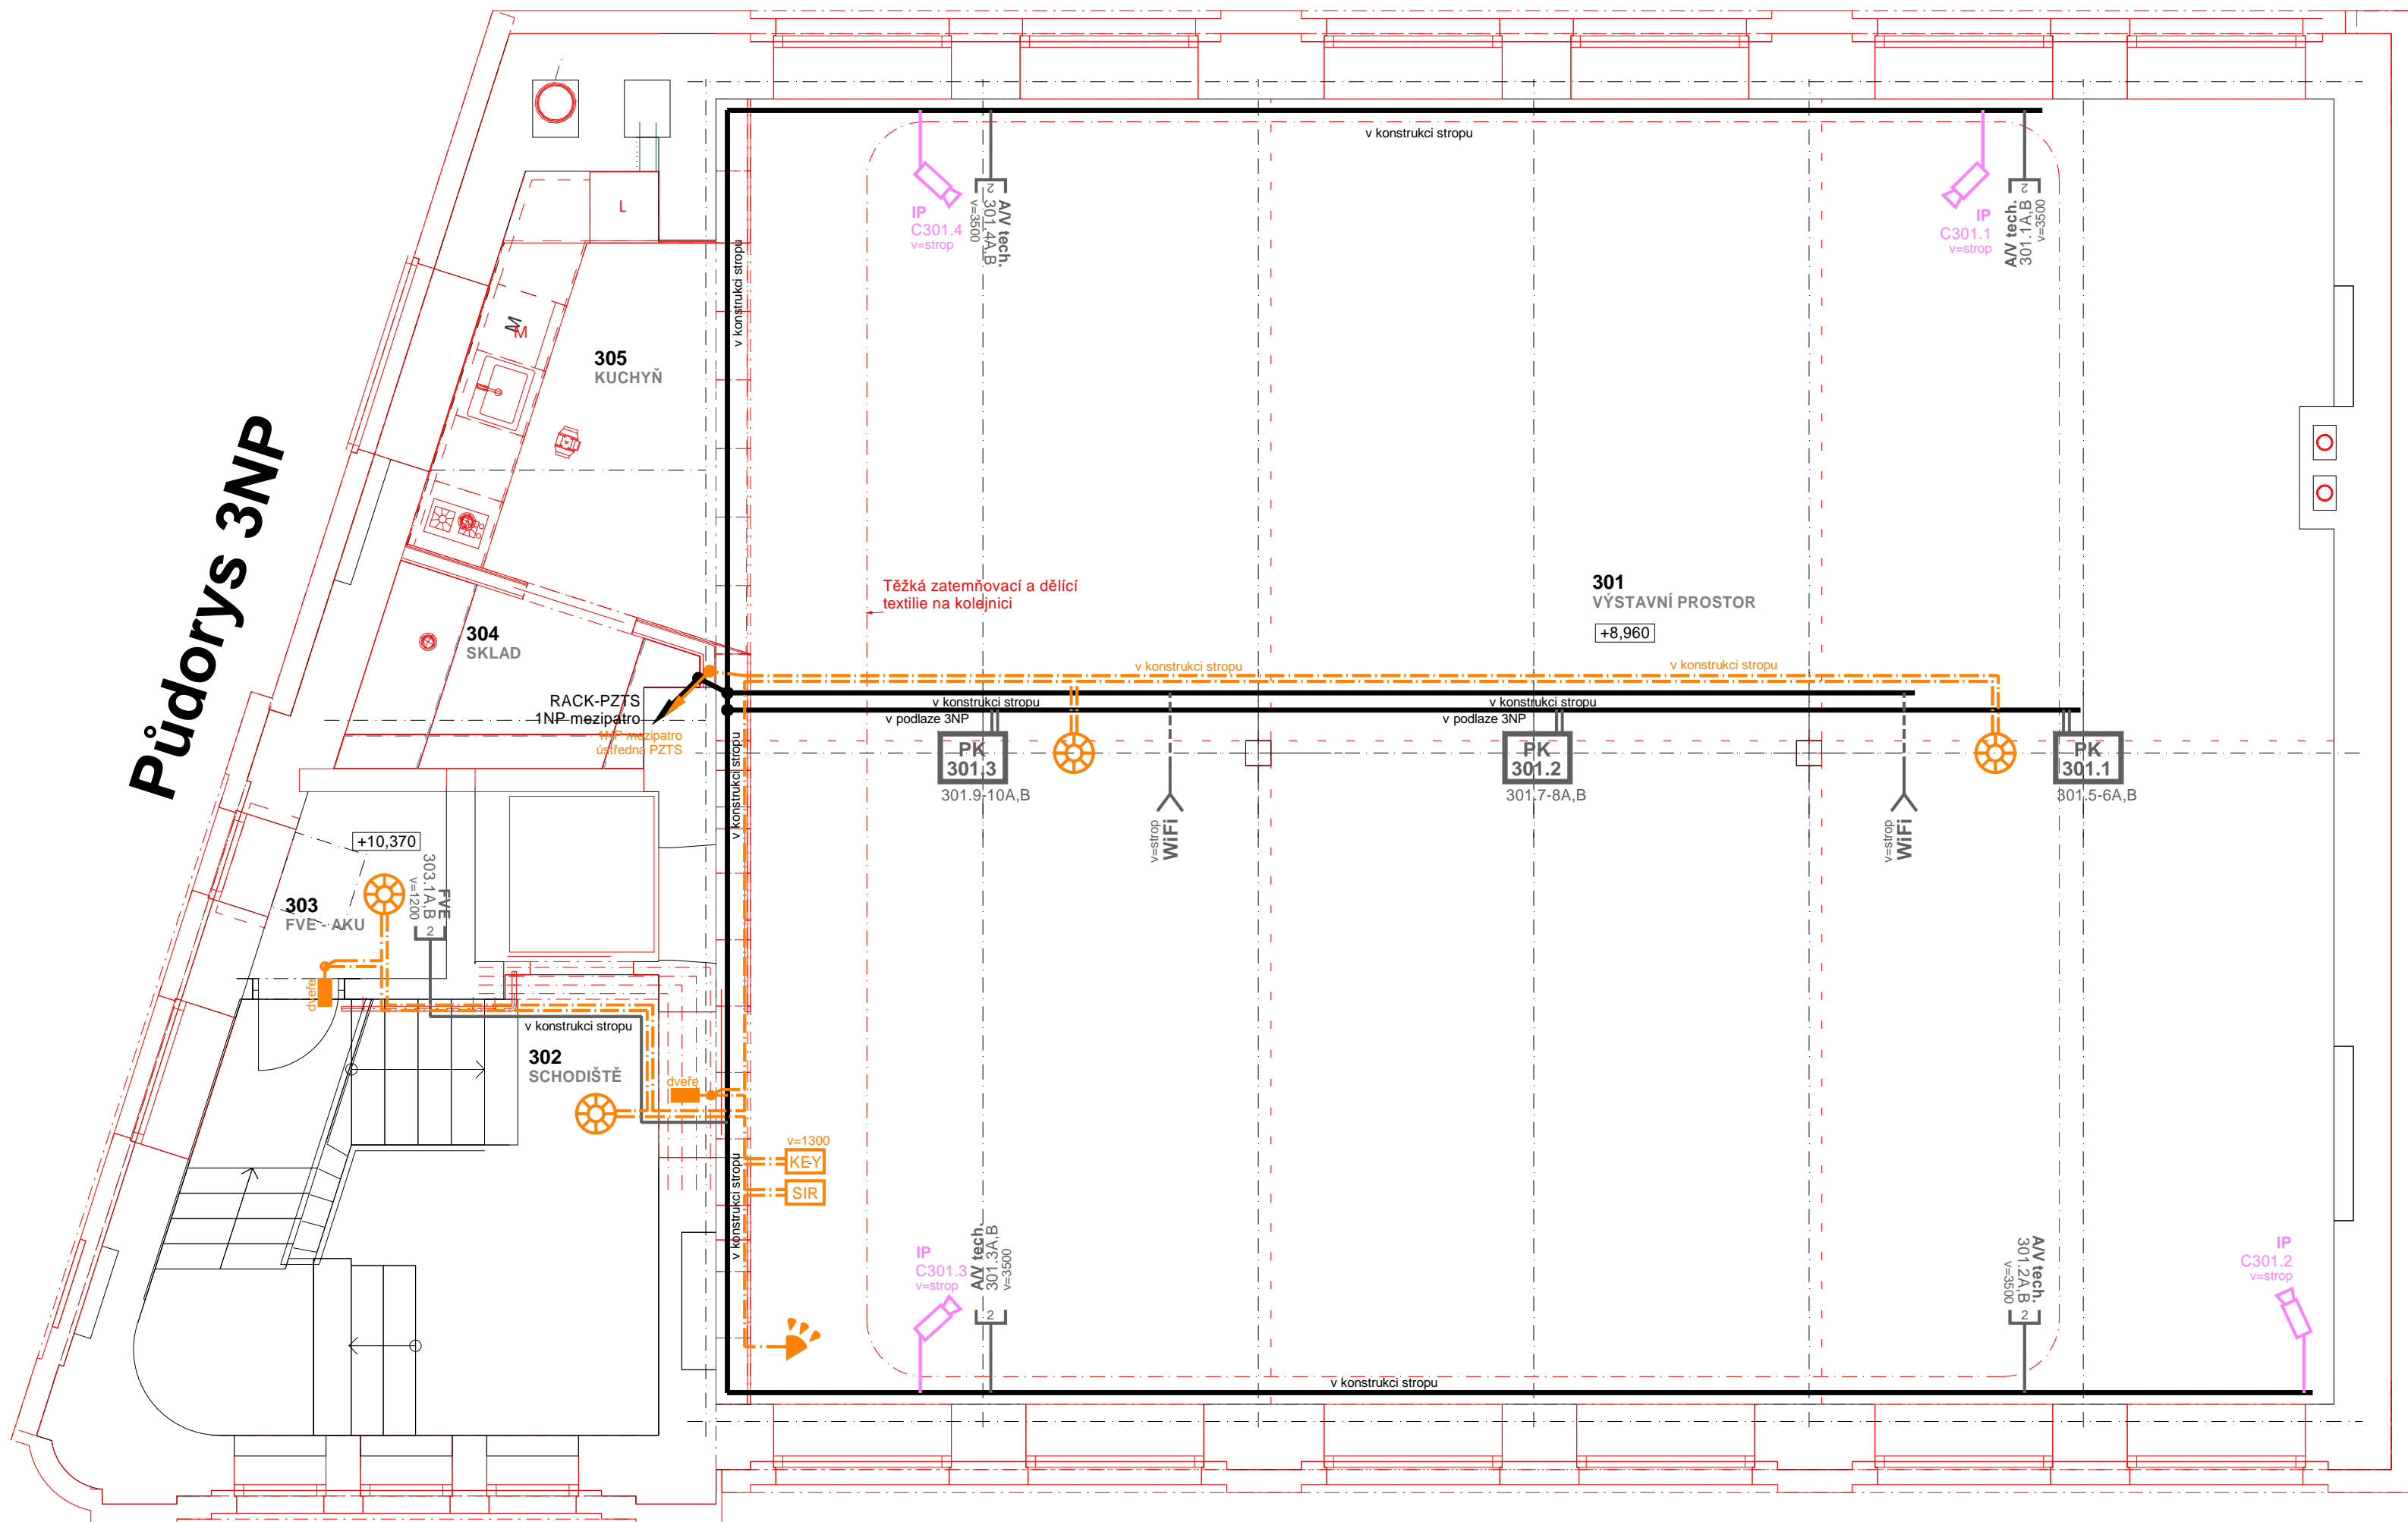 Půdorys 3NP
v konstrukci stropu
IP
C301.4
v=strop
A/V tech.
301.4A,B
v=3500
2
IP
C301.1
v=strop
A/V tech.
301.1A,B
v=3500
2
L
M
M
305
KUCHYŇ
v konstrukci stropu
Těžká zatemňovací a dělící
textilie na kolejnici
301
VÝSTAVNÍ PROSTOR
+8,960
304
SKLAD
RACK-PZTS
1NP mezipatro
1NP mezipatro
ústředna PZTS
v konstrukci stropu
v konstrukci stropu
v konstrukci stropu
v konstrukci stropu
v podlaze 3NP
v podlaze 3NP
v konstrukci stropu
PK
301.3
301.9-10A,B
PK
301.2
301.7-8A,B
PK
301.1
301.5-6A,B
WiFi
v=strop
WiFi
v=strop
+10,370
303
FVE - AKU
FVE
303.1A,B
v=1200
2
dveře
v konstrukci stropu
302
SCHODIŠTĚ
dveře
v=1300
KEY
SIR
v konstrukci stropu
IP
C301.3
v=strop
A/V tech.
301.3A,B
v=3500
2
A/V tech.
301.2A,B
v=3500
2
IP
C301.2
v=strop
v konstrukci stropu